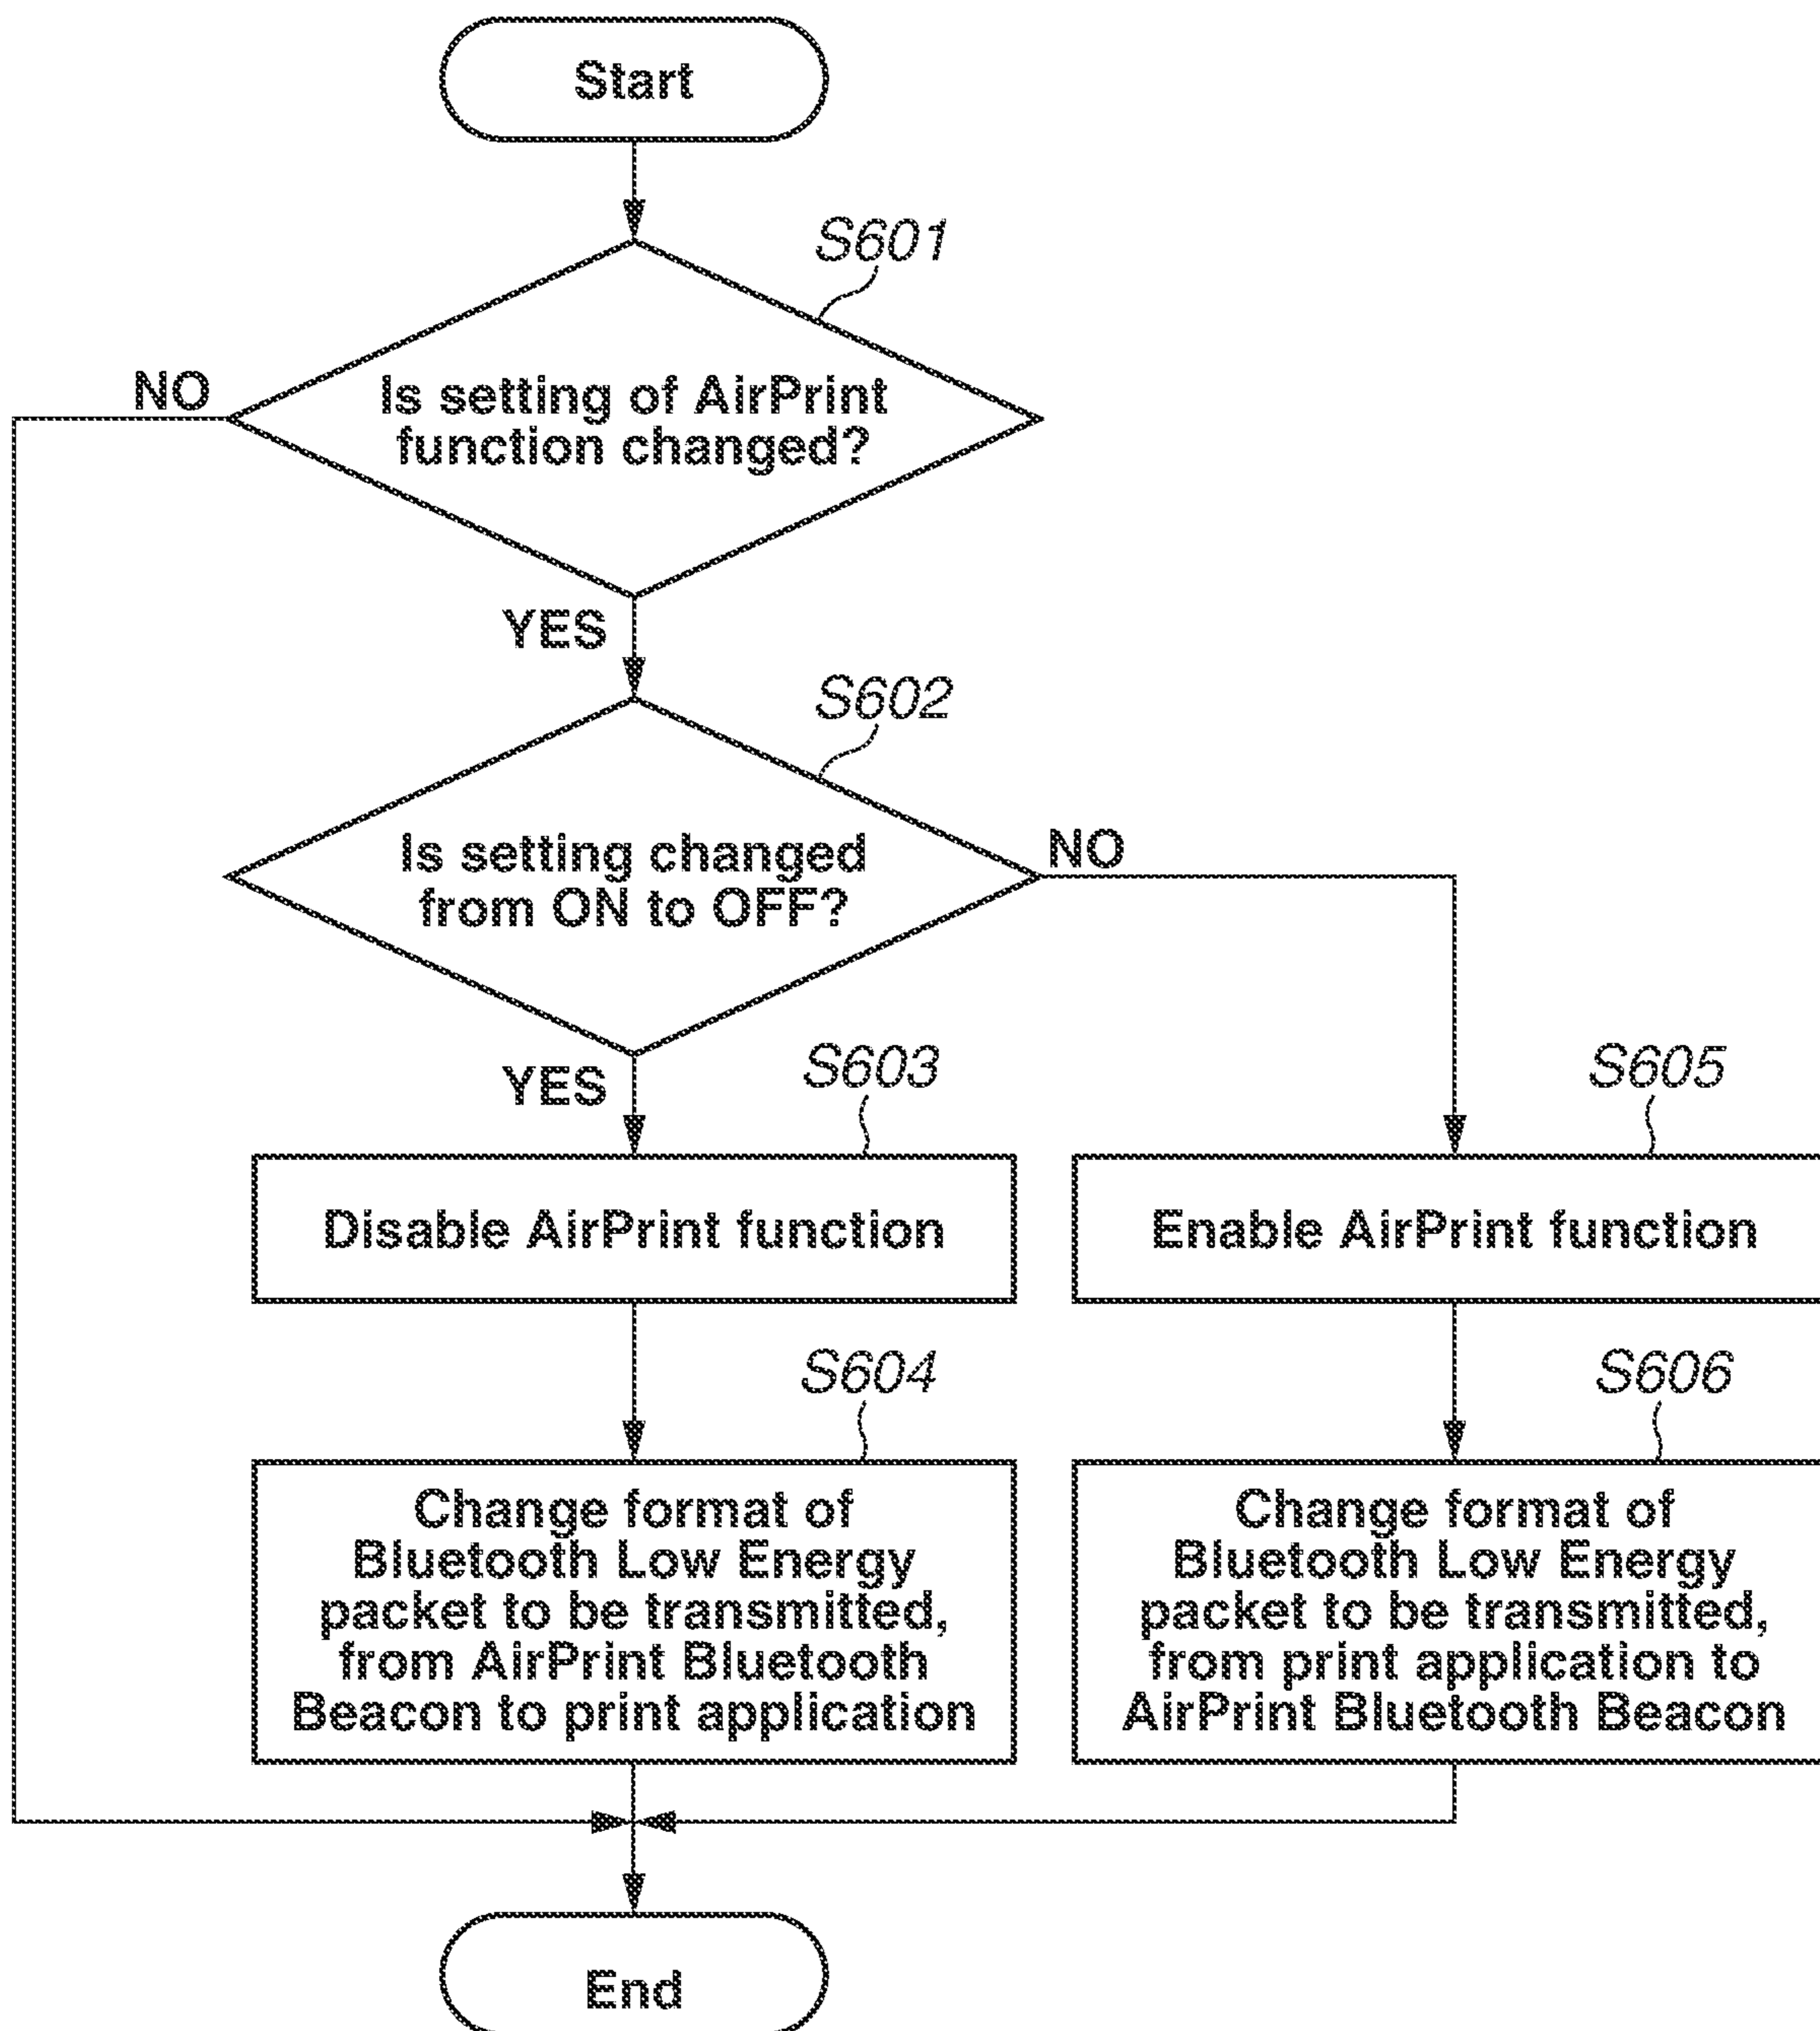 Start
S601
NO
Is setting of AirPrint
function changed?
YES
S602
Is setting changed
from ON to OFF?
NO
YES
S603
S605
Disable AirPrint function
Enable AirPrint function
S604
S606
Change format of
Bluetooth Low Energy
packet to be transmitted,
from AirPrint Bluetooth
Beacon to print application
Change format of
Bluetooth Low Energy
packet to be transmitted,
from print application to
AirPrint Bluetooth Beacon
End